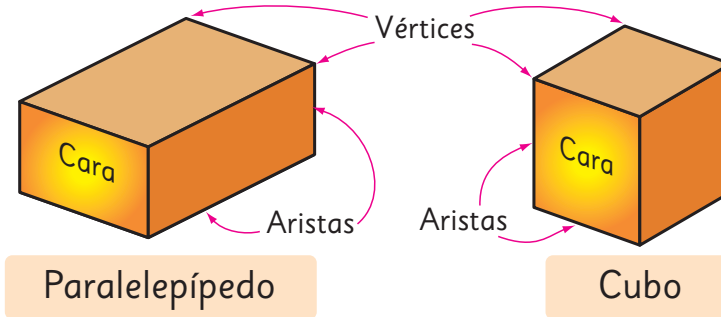 Vértices
Cara
Cara
Aristas
Aristas
Paralelepípedo
Cubo